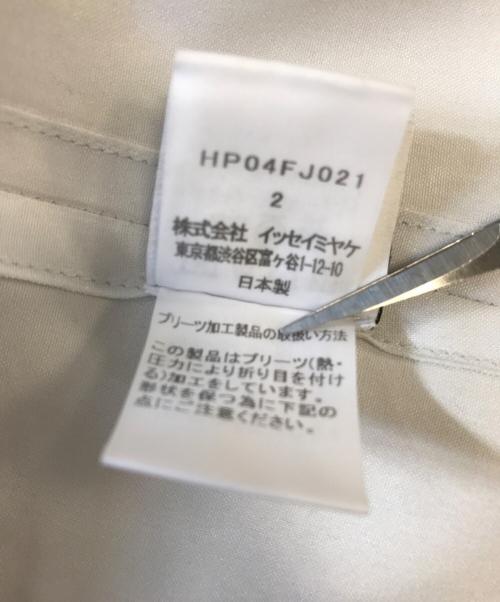 HP04FJ021
2
株式会社 イッセイミヤケ
東京都渋谷区富ヶ谷1-12-10
日本製
プリーツ加工製品の取扱い方法
この製品はプリーツ(熱・
圧力により折り目を付け
る)加工をしています。
形状を保つ為に下記の
点にご注意ください。